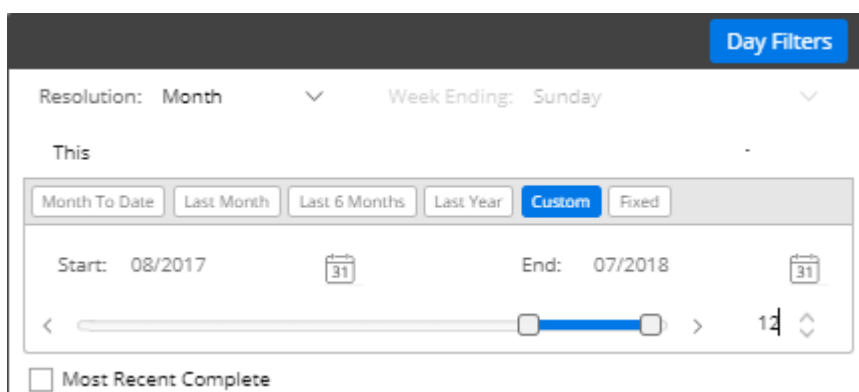 Day Filters
Resolution: Month Week Ending: Sunday
This -
Month To Date Last Month Last 6 Months Last Year Custom Fixed
Start: 08/2017 31 End: 07/2018 31
< > 12
Most Recent Complete